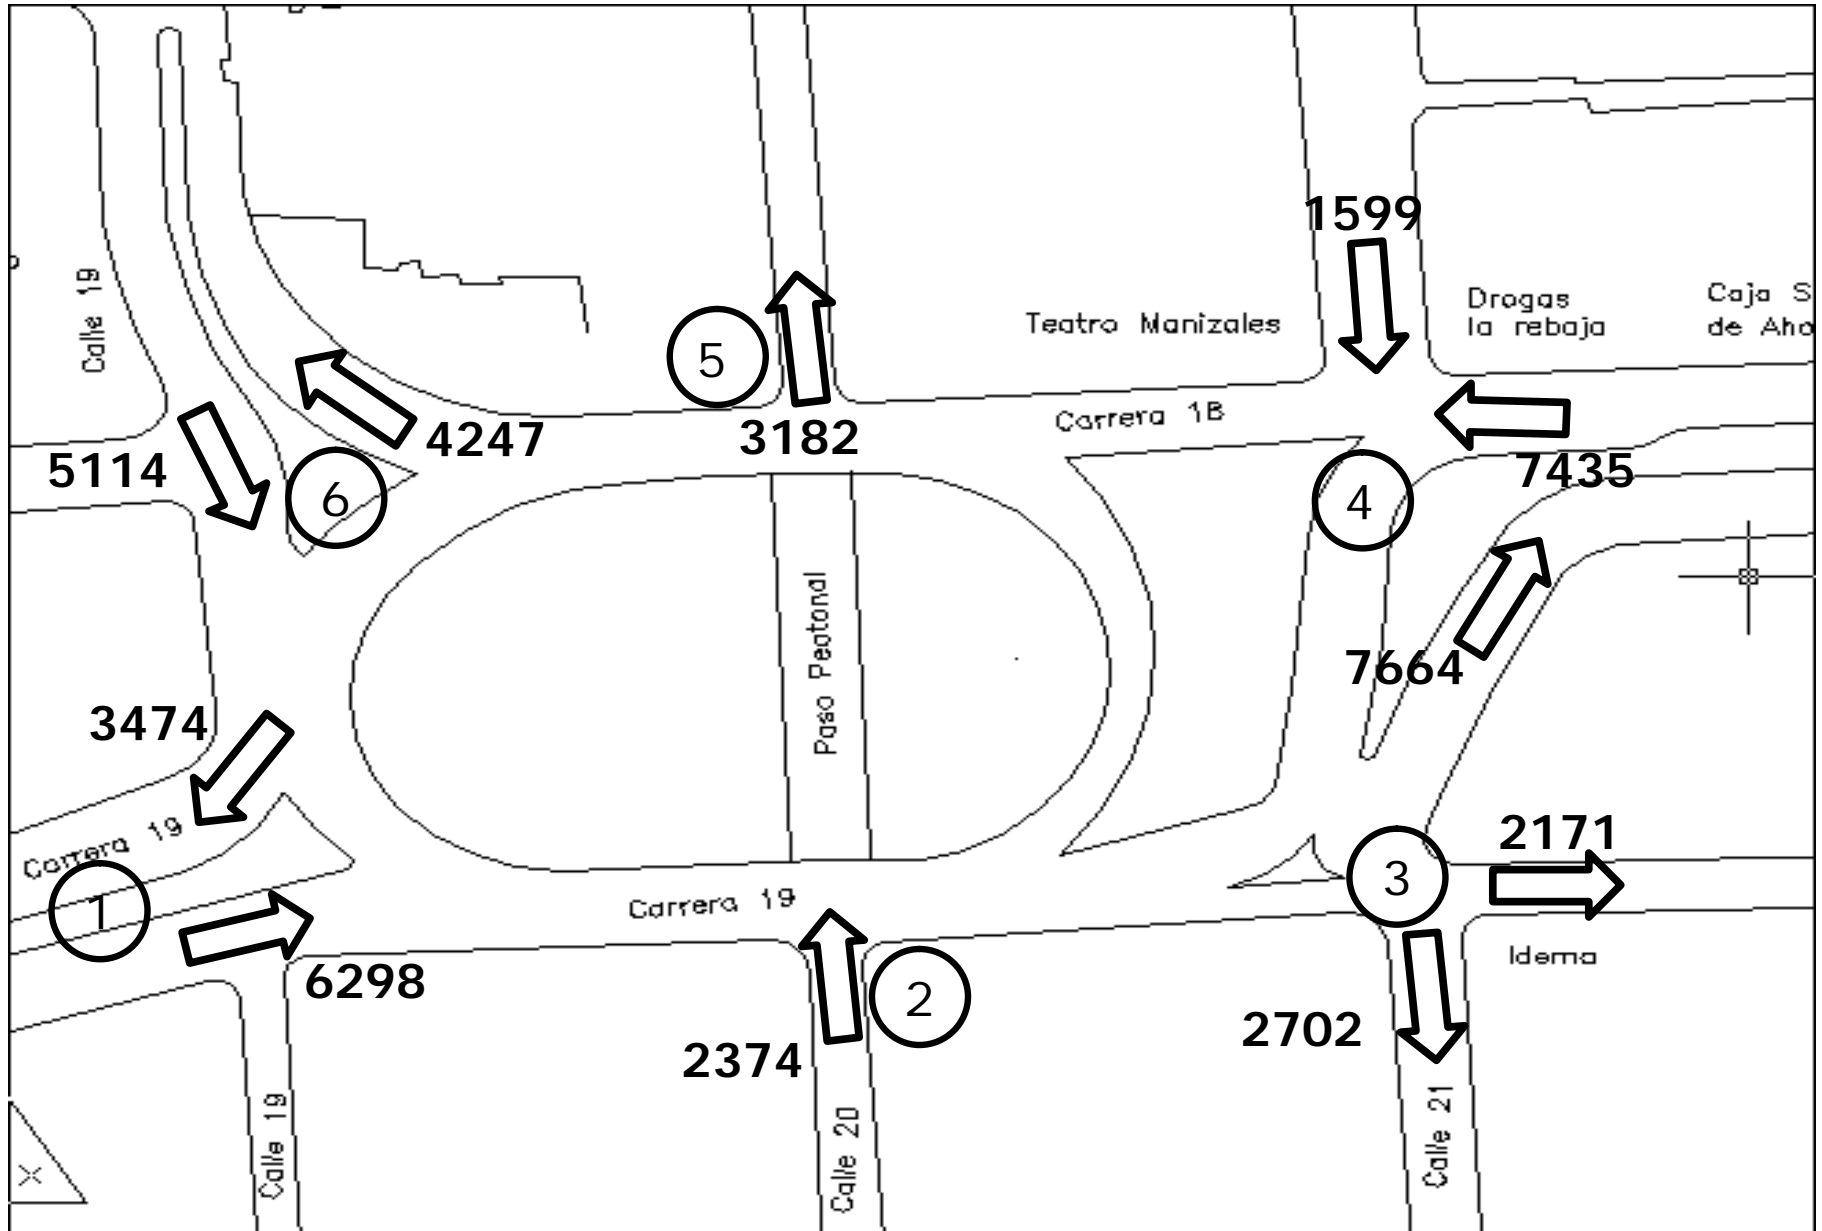 1599
Calle 19
Drogas
la rebaja
Caja S
de Aho
Teatro Manizales
5
Carrera 18
4247
3182
5114
7435
6
4
Paso Peatonal
7664
3474
Carrera 19
2171
1
3
Carrera 19
6298
Idema
2
2702
2374
Calle 19
Calle 20
Calle 21